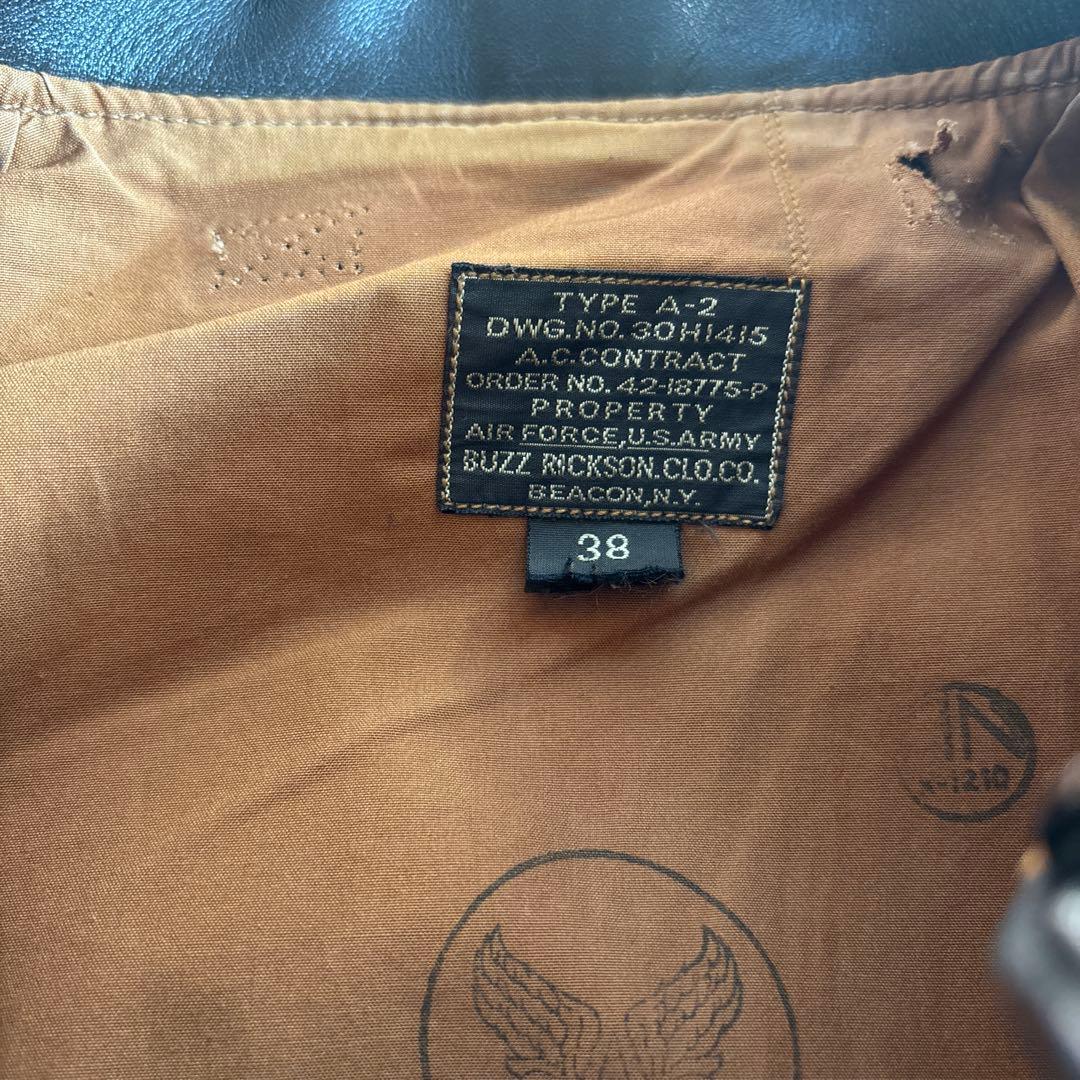 TYPE A-2
DWG.NO. 30H1415
A.C.CONTRACT
ORDER NO. 42-18775-P
PROPERTY
AIR FORCE,U.S.ARMY
BUZZ RICKSON.CLO.CO.
BEACON,N.Y.
38
IN